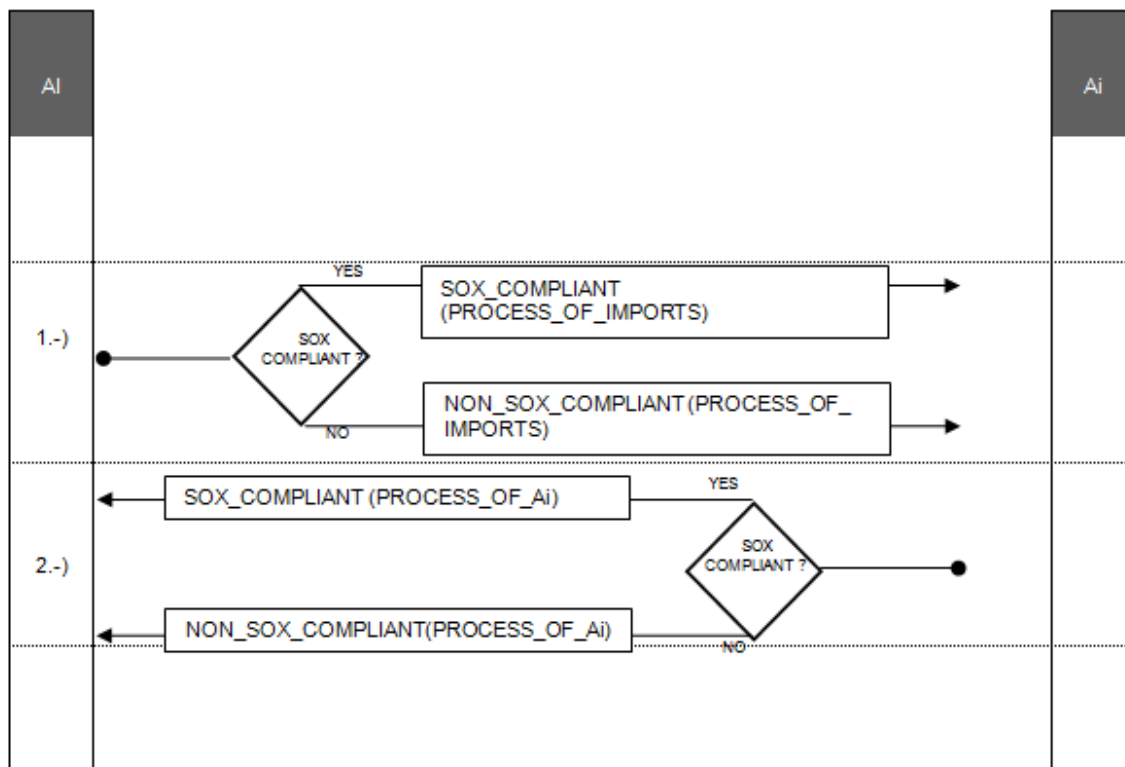 AI
Ai
YES
SOX_COMPLIANT
(PROCESS_OF_IMPORTS)
1.-)
SOX
COMPLIANT ?
NON_SOX_COMPLIANT(PROCESS_OF_
IMPORTS)
NO
SOX_COMPLIANT (PROCESS_OF_Ai)
YES
2.-)
SOX
COMPLIANT ?
NON_SOX_COMPLIANT(PROCESS_OF_Ai)
NO